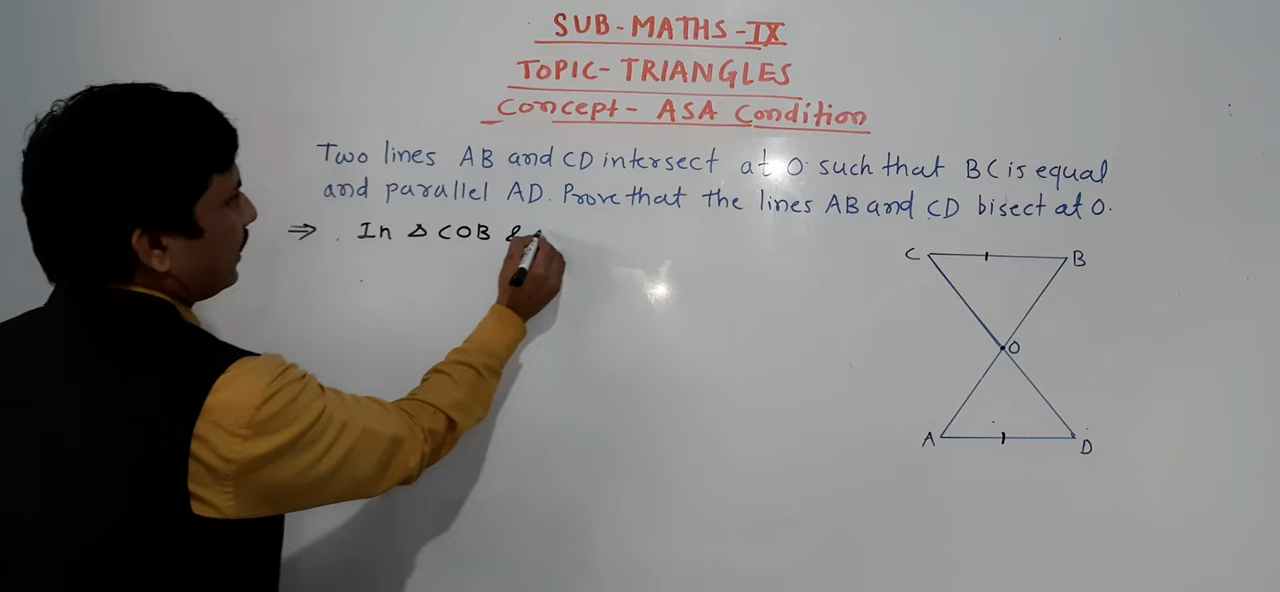 SUB-MATHS-IX
TOPIC-TRIANGLES
Concept- ASA Condition
Two lines AB and CD intersect at O such that BC is equal
and parallel AD. Prove that the lines AB and CD bisect at O.
⇒ In Δ COB &
C B
O
A D